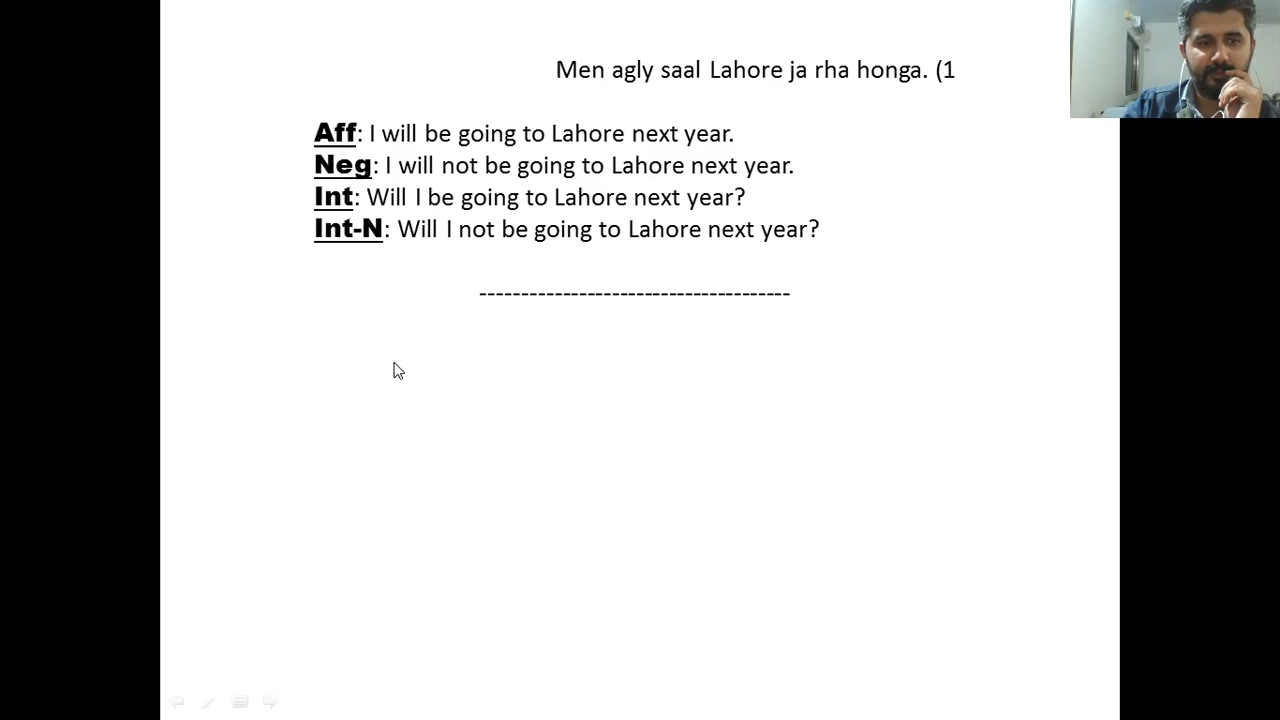 Men agly saal Lahore ja rha honga. (1
Aff: I will be going to Lahore next year.
Neg: I will not be going to Lahore next year.
Int: Will I be going to Lahore next year?
Int-N: Will I not be going to Lahore next year?
-------------------------------------